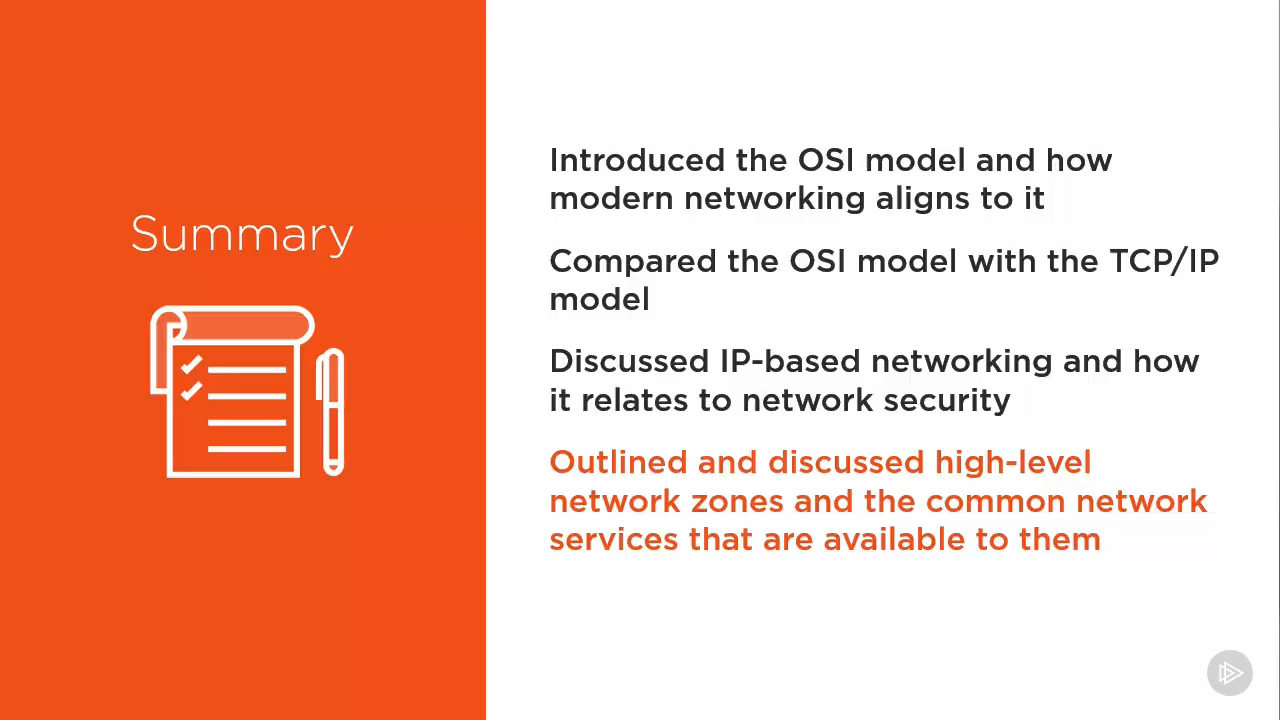 Summary
Introduced the OSI model and how
modern networking aligns to it
Compared the OSI model with the TCP/IP
model
Discussed IP-based networking and how
it relates to network security
Outlined and discussed high-level
network zones and the common network
services that are available to them